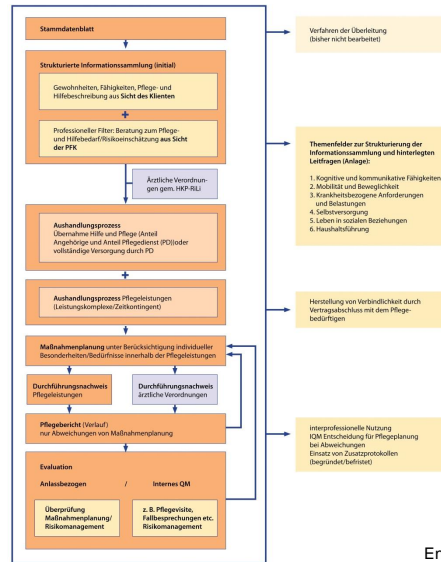 Stammdatenblatt
Strukturierte Informationssammlung (initial)
Gewohnheiten, Fähigkeiten, Pflege- und
Hilfebeschreibung aus Sicht des Klienten
+
Professioneller Filter: Beratung zum Pflege-
und Hilfebedarf/Risikoeinschätzung aus Sicht
der PFK
Ärztliche Verordnun-
gen gem. HKP-RiLi
Aushandlungsprozess
Übernahme Hilfe und Pflege (Anteil
Angehörige und Anteil Pflegedienst (PD))oder
vollständige Versorgung durch PD
+
Aushandlungsprozess Pflegeleistungen
(Leistungskomplexe/Zeitkontingent)
Maßnahmenplanung unter Berücksichtigung individueller
Besonderheiten/Bedürfnisse innerhalb der Pflegeleistungen
Durchführungsnachweis
Pflegeleistungen
Durchführungsnachweis
ärztliche Verordnungen
Pflegebericht (Verlauf)
nur Abweichungen von Maßnahmenplanung
Evaluation
Anlassbezogen / Internes QM
Überprüfung
Maßnahmenplanung/
Risikomanagement
z. B. Pflegevisite,
Fallbesprechungen etc.
Risikomanagement
Verfahren der Überleitung
(bisher nicht bearbeitet)
Themenfelder zur Strukturierung der
Informationssammlung und hinterlegten
Leitfragen (Anlage):
1. Kognitive und kommunikative Fähigkeiten
2. Mobilität und Beweglichkeit
3. Krankheitsbezogene Anforderungen
und Belastungen
4. Selbstversorgung
5. Leben in sozialen Beziehungen
6. Haushaltsführung
Herstellung von Verbindlichkeit durch
Vertragsabschluss mit dem Pflege-
bedürftigen
interprofessionelle Nutzung
IQM Entscheidung für Pflegeplanung
bei Abweichungen
Einsatz von Zusatzprotokollen
(begründet/befristet)